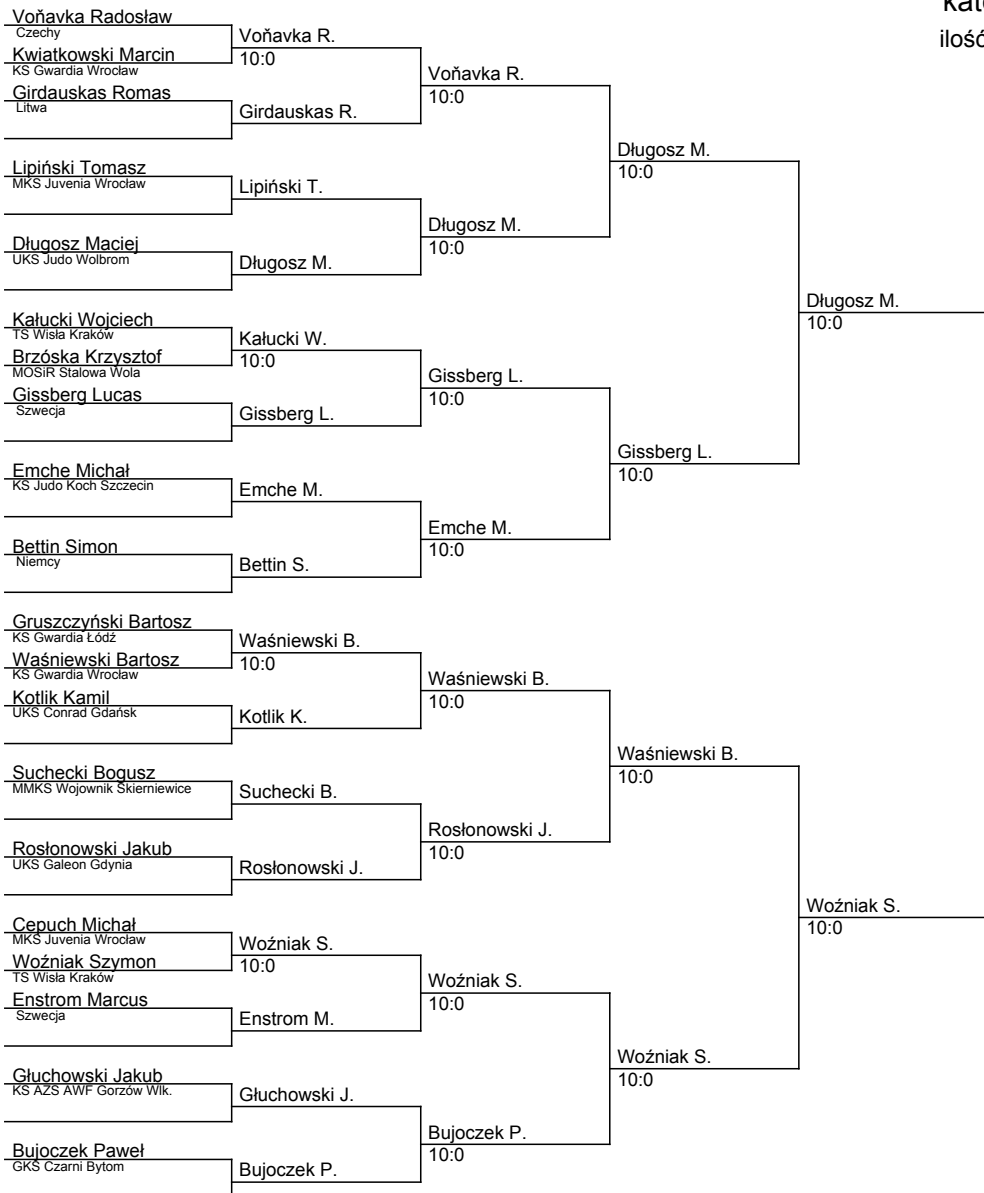 Voňavka Radosław
Czechy
Kwiatkowski Marcin
KS Gwardia Wrocław
Girdauskas Romas
Litwa
Lipiński Tomasz
MKS Juvenia Wrocław
Długosz Maciej
UKS Judo Wolbrom
Kałucki Wojciech
TS Wisła Kraków
Brzóska Krzysztof
MOSiR Stalowa Wola
Gissberg Lucas
Szwecja
Emche Michał
KS Judo Koch Szczecin
Bettin Simon
Niemcy
Gruszczyński Bartosz
KS Gwardia Łódź
Waśniewski Bartosz
KS Gwardia Wrocław
Kotlik Kamil
UKS Conrad Gdańsk
Suchecki Bogusz
MMKS Wojownik Skierniewice
Rosłonowski Jakub
UKS Galeon Gdynia
Cepuch Michał
MKS Juvenia Wrocław
Woźniak Szymon
TS Wisła Kraków
Enstrom Marcus
Szwecja
Głuchowski Jakub
KS AZS AWF Gorzów Wlk.
Bujoczek Paweł
GKS Czarni Bytom
Voňavka R.
10:0
Girdauskas R.
Lipiński T.
Długosz M.
Kałucki W.
10:0
Gissberg L.
Emche M.
Bettin S.
Waśniewski B.
10:0
Kotlik K.
Suchecki B.
Rosłonowski J.
Woźniak S.
10:0
Enstrom M.
Głuchowski J.
Bujoczek P.
Voňavka R.
10:0
Długosz M.
10:0
Gissberg L.
10:0
Emche M.
10:0
Waśniewski B.
10:0
Rosłonowski J.
10:0
Woźniak S.
10:0
Bujoczek P.
10:0
Długosz M.
10:0
Gissberg L.
10:0
Waśniewski B.
10:0
Woźniak S.
10:0
Długosz M.
10:0
Woźniak S.
10:0
ilość